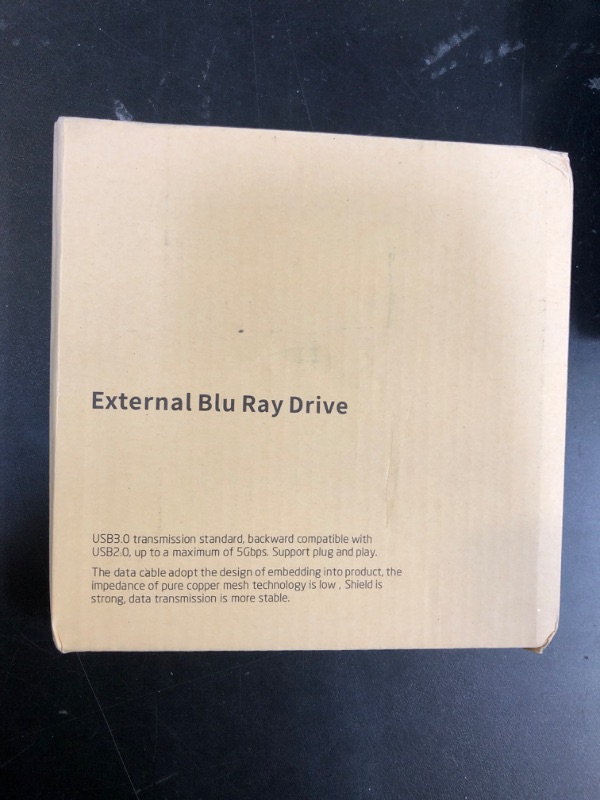 External Blu Ray Drive
USB3.0 transmission standard, backward compatible with
USB2.0, up to a maximum of 5Gbps. Support plug and play.
The data cable adopt the design of embedding into product, the
impedance of pure copper mesh technology is low , Shield is
strong, data transmission is more stable.